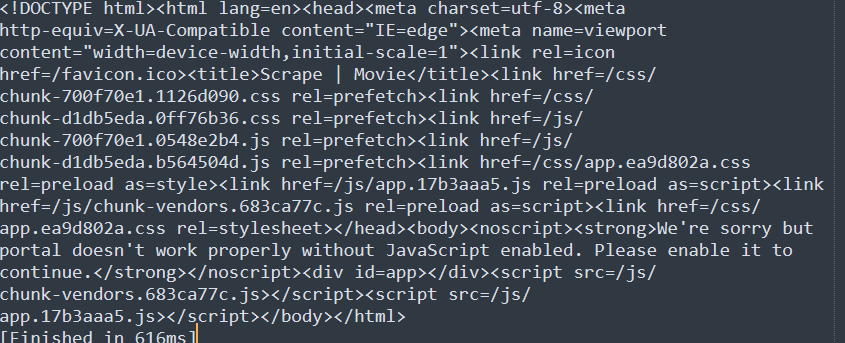 <!DOCTYPE html><html lang=en><head><meta charset=utf-8><meta
http-equiv=X-UA-Compatible content="IE=edge"><meta name=viewport
content="width=device-width,initial-scale=1"><link rel=icon
href=/favicon.ico><title>Scrape | Movie</title><link href=/css/
chunk-700f70e1.1126d090.css rel=prefetch><link href=/css/
chunk-d1db5eda.0ff76b36.css rel=prefetch><link href=/js/
chunk-700f70e1.0548e2b4.js rel=prefetch><link href=/js/
chunk-d1db5eda.b564504d.js rel=prefetch><link href=/css/app.ea9d802a.css
rel=preload as=style><link href=/js/app.17b3aaa5.js rel=preload as=script><link
href=/js/chunk-vendors.683ca77c.js rel=preload as=script><link href=/css/
app.ea9d802a.css rel=stylesheet></head><body><noscript><strong>We're sorry but
portal doesn't work properly without JavaScript enabled. Please enable it to
continue.</strong></noscript><div id=app></div><script src=/js/
chunk-vendors.683ca77c.js></script><script src=/js/
app.17b3aaa5.js></script></body></html>
[Finished in 616ms]